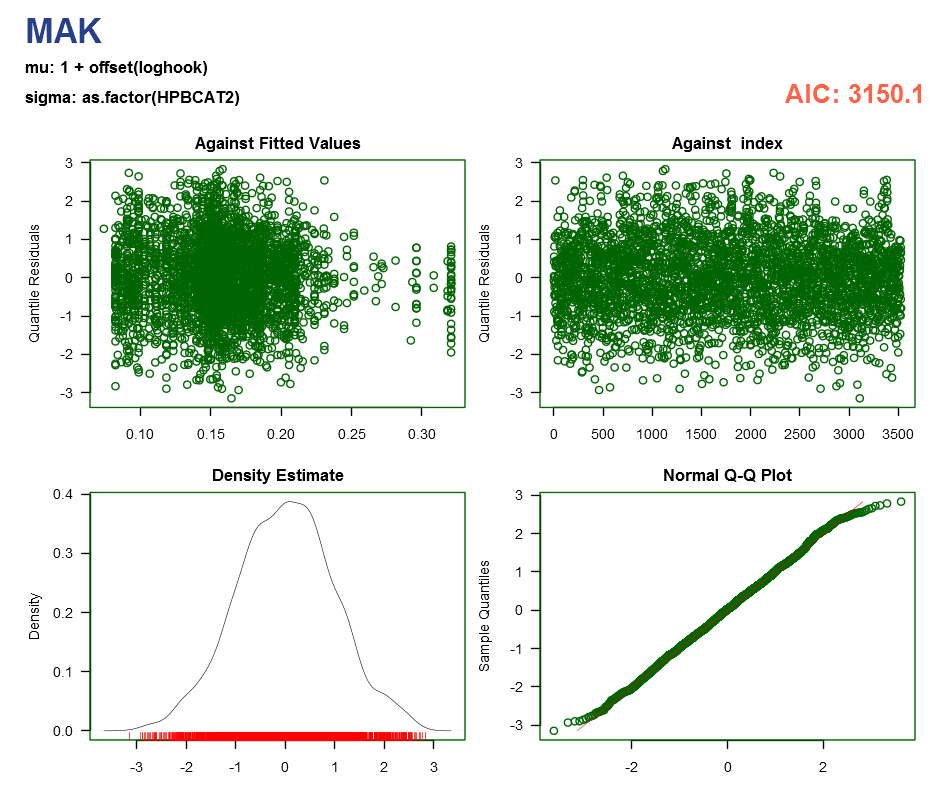 MAK
mu: 1 + offset(loghook)
sigma: as.factor(HPBCAT2)
AIC: 3150.1
Against Fitted Values
Quantile Residuals
3
2
1
0
-1
-2
-3
0.10 0.15 0.20 0.25 0.30
Against index
Quantile Residuals
3
2
1
0
-1
-2
-3
0 500 1000 1500 2000 2500 3000 3500
Density Estimate
Density
0.4
0.3
0.2
0.1
0.0
-3 -2 -1 0 1 2 3
Normal Q-Q Plot
Sample Quantiles
3
2
1
0
-1
-2
-3
-2 0 2